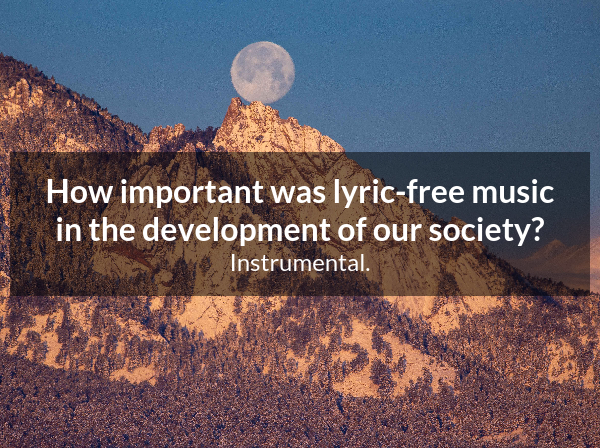 How important was lyric-free music
in the development of our society?
Instrumental.